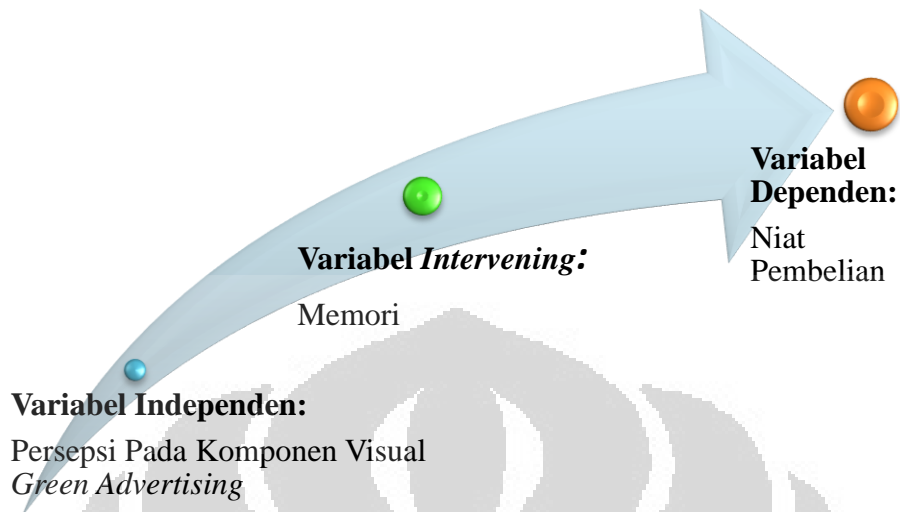 Variabel
Dependen:
Niat
Pembelian
Variabel Intervening:
Memori
Variabel Independen:
Persepsi Pada Komponen Visual
Green Advertising